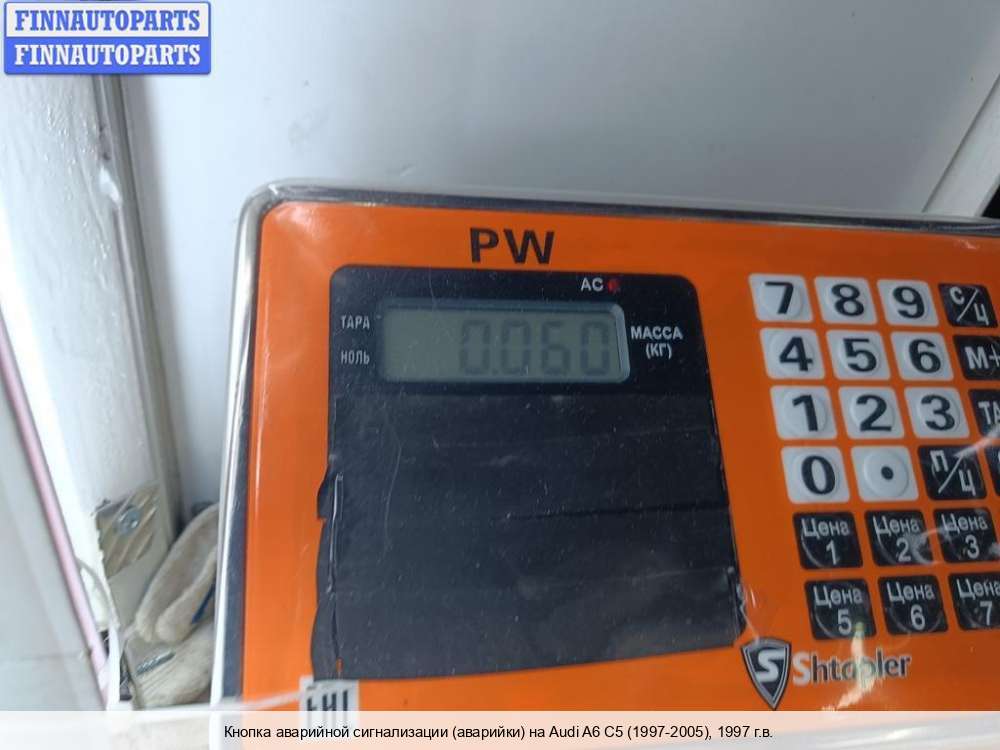 FINNAUTOPARTS
FINNAUTOPARTS
PW
AC
ТАРА
НОЛЬ
0.060
МАССА
(КГ)
7 8 9 С/Ц
4 5 6 М+
1 2 3
0 • П/Ц
Цена 1 Цена 2 Цена 3
Цена 5 Цена 6 Цена 7
S Shtapler
Кнопка аварийной сигнализации (аварийки) на Audi A6 C5 (1997-2005), 1997 г.в.